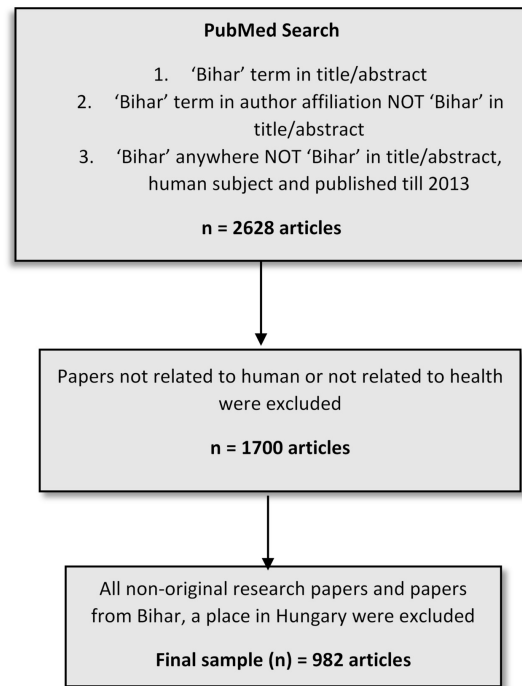 PubMed Search
1. ‘Bihar’ term in title/abstract
2. ‘Bihar’ term in author affiliation NOT ‘Bihar’ in
title/abstract
3. ‘Bihar’ anywhere NOT ‘Bihar’ in title/abstract,
human subject and published till 2013
n = 2628 articles
Papers not related to human or not related to health
were excluded
n = 1700 articles
All non-original research papers and papers
from Bihar, a place in Hungary were excluded
Final sample (n) = 982 articles